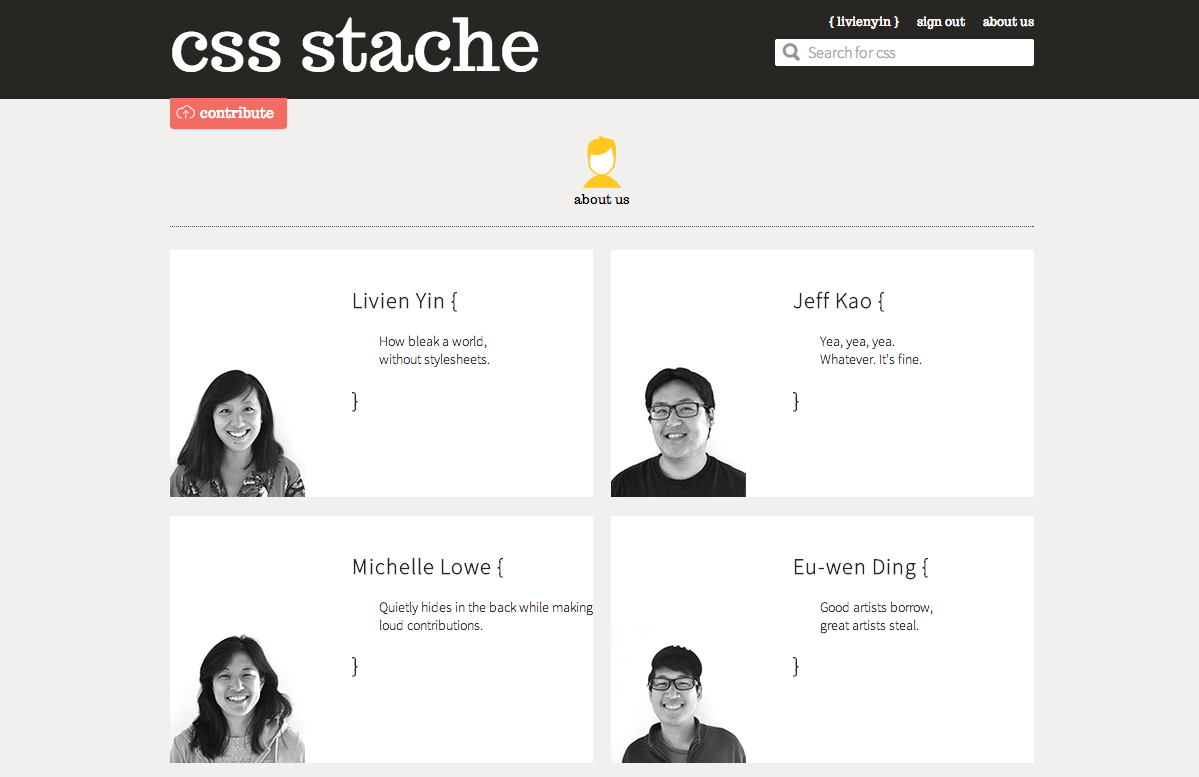 css stache
{ livienyin } sign out about us
Search for css
contribute
about us
Livien Yin {
How bleak a world,
without stylesheets.
}
Jeff Kao {
Yea, yea, yea.
Whatever. It's fine.
}
Michelle Lowe {
Quietly hides in the back while making
loud contributions.
}
Eu-wen Ding {
Good artists borrow,
great artists steal.
}